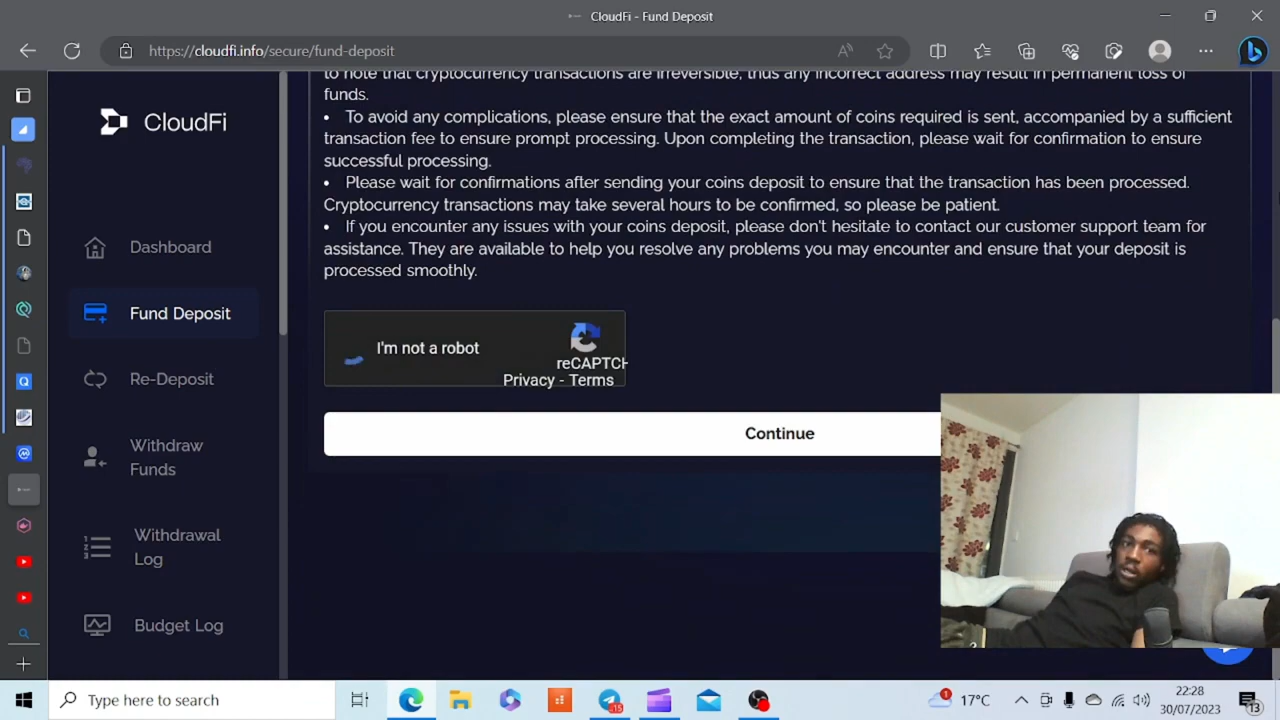 CloudFi - Fund Deposit
https://cloudfi.info/secure/fund-deposit
CloudFi
Dashboard
Fund Deposit
Re-Deposit
Withdraw
Funds
Withdrawal
Log
Budget Log
to note that cryptocurrency transactions are irreversible, thus any incorrect address may result in permanent loss of
funds.
• To avoid any complications, please ensure that the exact amount of coins required is sent, accompanied by a sufficient
transaction fee to ensure prompt processing. Upon completing the transaction, please wait for confirmation to ensure
successful processing.
• Please wait for confirmations after sending your coins deposit to ensure that the transaction has been processed.
Cryptocurrency transactions may take several hours to be confirmed, so please be patient.
• If you encounter any issues with your coins deposit, please don't hesitate to contact our customer support team for
assistance. They are available to help you resolve any problems you may encounter and ensure that your deposit is
processed smoothly.
I'm not a robot
reCAPTCH
Privacy - Terms
Continue
Type here to search
15
1
17°C
22:28
30/07/2023
13